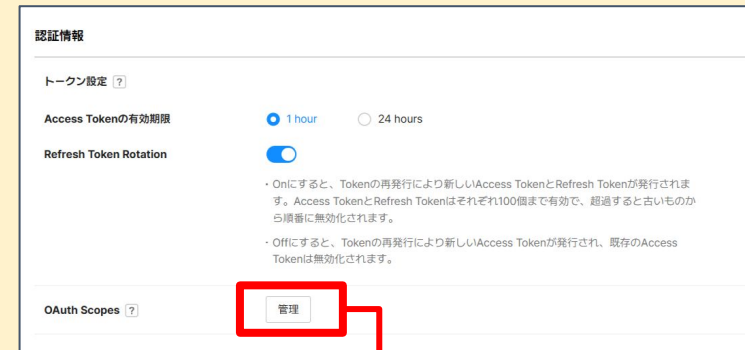 認証情報
トークン設定 ?
Access Tokenの有効期限 1 hour 24 hours
Refresh Token Rotation
・Onにすると、Tokenの再発行により新しいAccess TokenとRefresh Tokenが発行されま
す。Access TokenとRefresh Tokenはそれぞれ100個まで有効で、超過すると古いものか
ら順番に無効化されます。
・Offにすると、Tokenの再発行により新しいAccess Tokenが発行され、既存のAccess
Tokenは無効化されます。
OAuth Scopes ? 管理